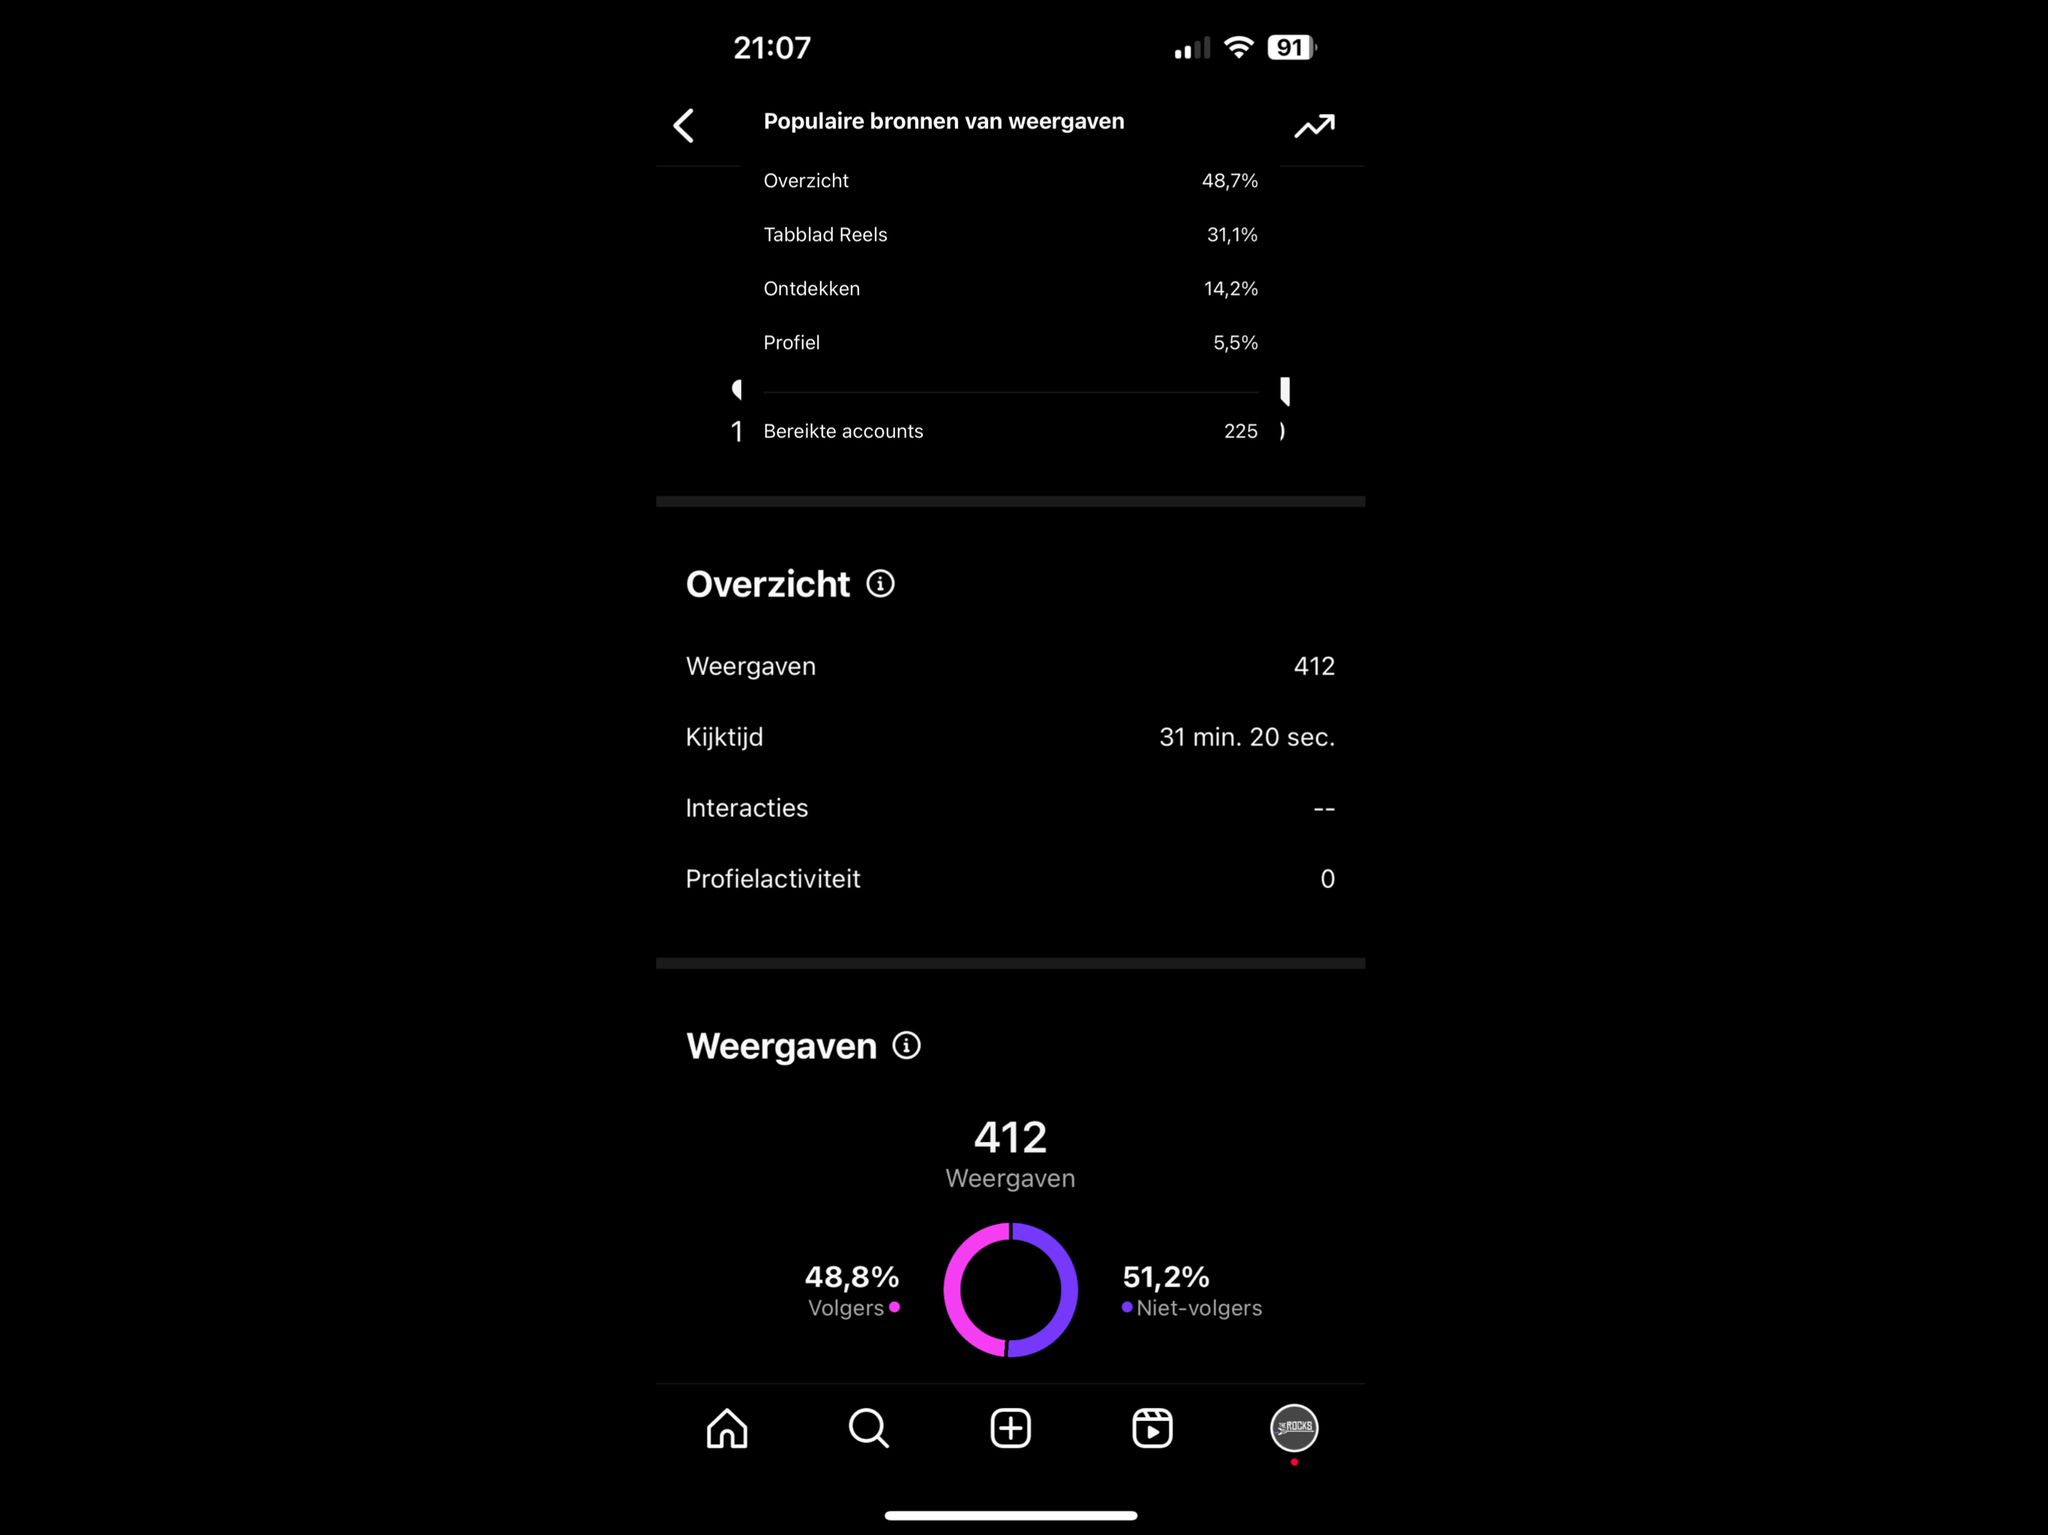 21:07
91
Populaire bronnen van weergaven
Overzicht 48,7%
Tabblad Reels 31,1%
Ontdekken 14,2%
Profiel 5,5%
1 Bereikte accounts 225
Overzicht
Weergaven 412
Kijktijd 31 min. 20 sec.
Interacties --
Profielactiviteit 0
Weergaven
412
Weergaven
48,8% 51,2%
Volgers Niet-volgers
THE ROCKS